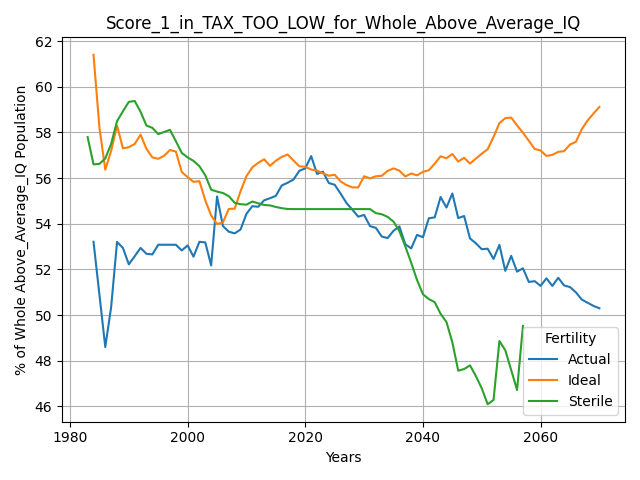 Score_1_in_TAX_TOO_LOW_for_Whole_Above_Average_IQ
% of Whole Above_Average_IQ Population
62
60
58
56
54
52
50
48
46
Fertility
Actual
Ideal
Sterile
1980
2000
2020
2040
2060
Years